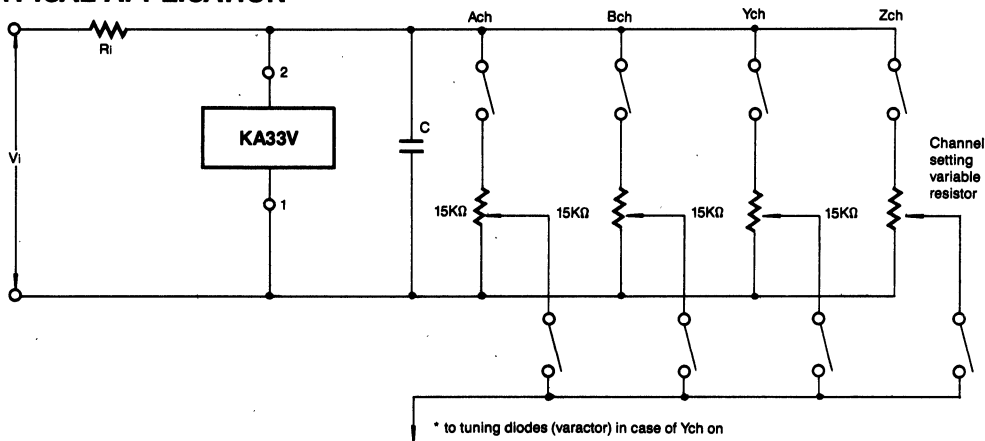 Ach
Bch
Ych
Zch
Ri
2
KA33V
C
Vi
1
15KΩ
15KΩ
15KΩ
15KΩ
Channel
setting
variable
resistor
* to tuning diodes (varactor) in case of Ych on